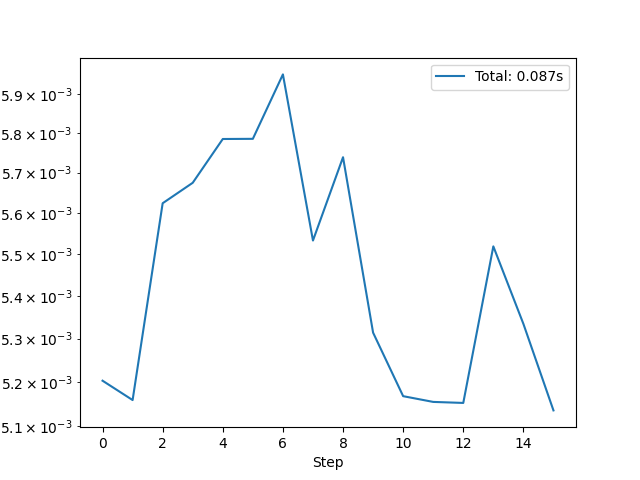 Total: 0.087s
5.9 × 10⁻³
5.8 × 10⁻³
5.7 × 10⁻³
5.6 × 10⁻³
5.5 × 10⁻³
5.4 × 10⁻³
5.3 × 10⁻³
5.2 × 10⁻³
5.1 × 10⁻³
0 2 4 6 8 10 12 14
Step